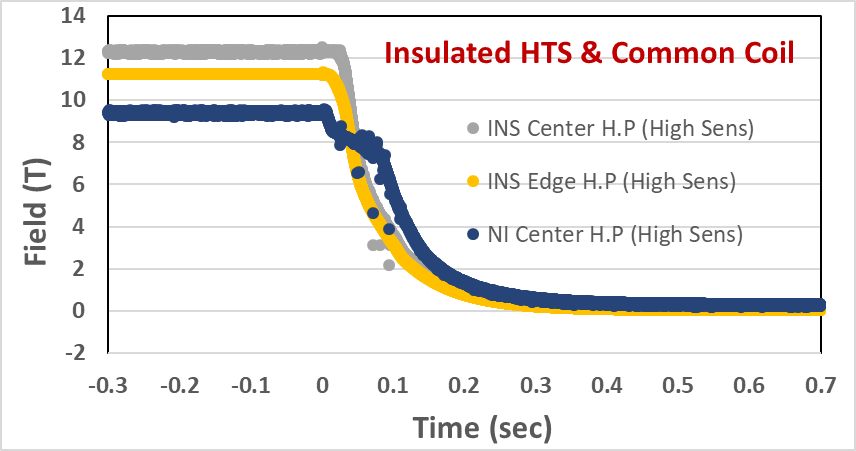 14
12
10
8
6
4
2
0
-2
Field (T)
Insulated HTS & Common Coil
INS Center H.P (High Sens)
INS Edge H.P (High Sens)
NI Center H.P (High Sens)
-0.3 -0.2 -0.1 0 0.1 0.2 0.3 0.4 0.5 0.6 0.7
Time (sec)